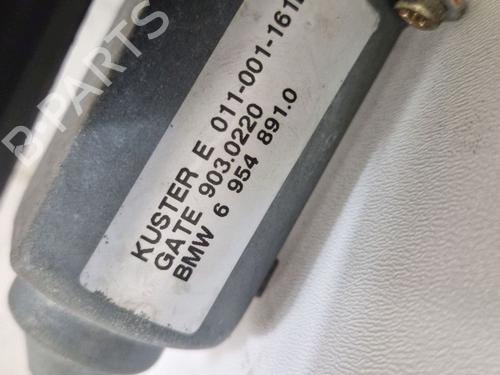 B-PARTS
KUSTER E 011-001-161
GATE 903.0220
BMW 6 954 891.0